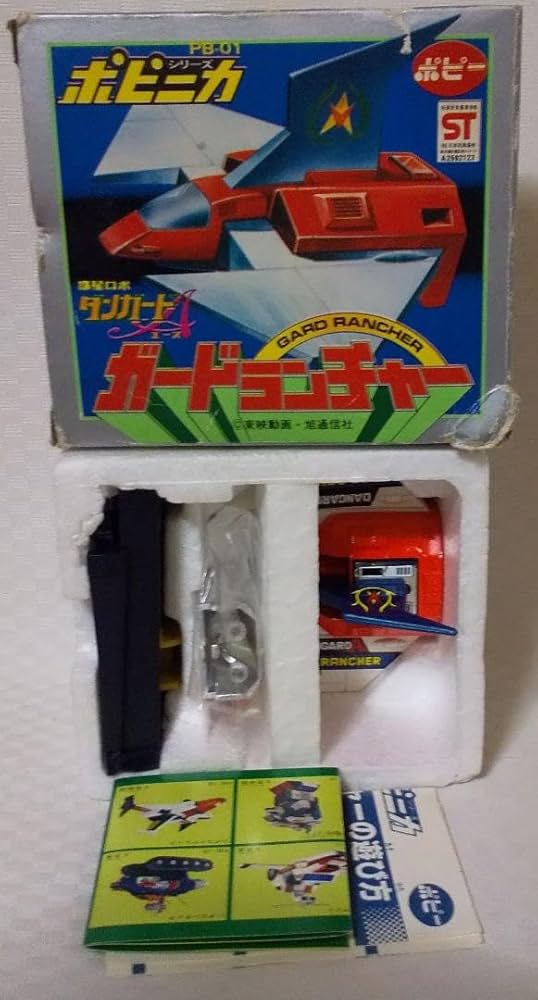 PB-01
ポピニカ
シリーズ
ポピー
ST
A2592123
惑星ロボ
ダンガードA
エース
GARD RANCHER
ガードランチャー
©東映動画・旭通信社
DANGARD
GARD A
RANCHER
ピニカ
ーの遊び方
ポピー